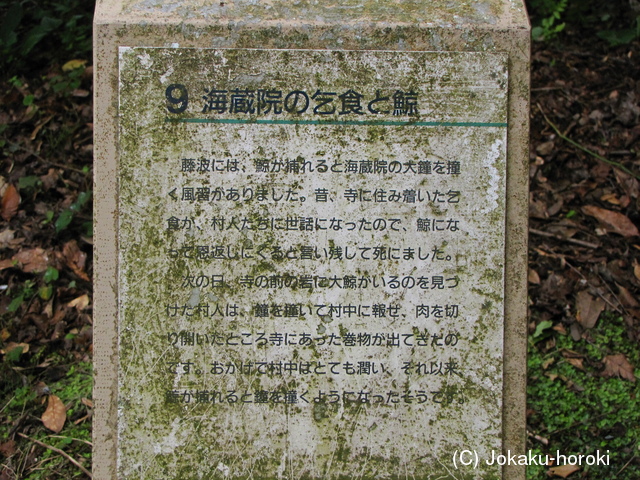 9 海蔵院の乞食と鯨
藤波には、鯨が捕れると海蔵院の大鐘を撞
く風習がありました。昔、寺に住み着いた乞
食が、村人たちに世話になったので、鯨にな
って恩返しにくると言い残して死にました。
次の日、寺の前の岩に大鯨がいるのを見つ
けた村人は、鐘を撞いて村中に報せ、肉を切
り開いたところ寺にあった巻物が出てきたの
です。おかげで村中はとても潤い、それ以来
鯨が捕れると鐘を撞くようになったそうです。
(C) Jokaku-horoki